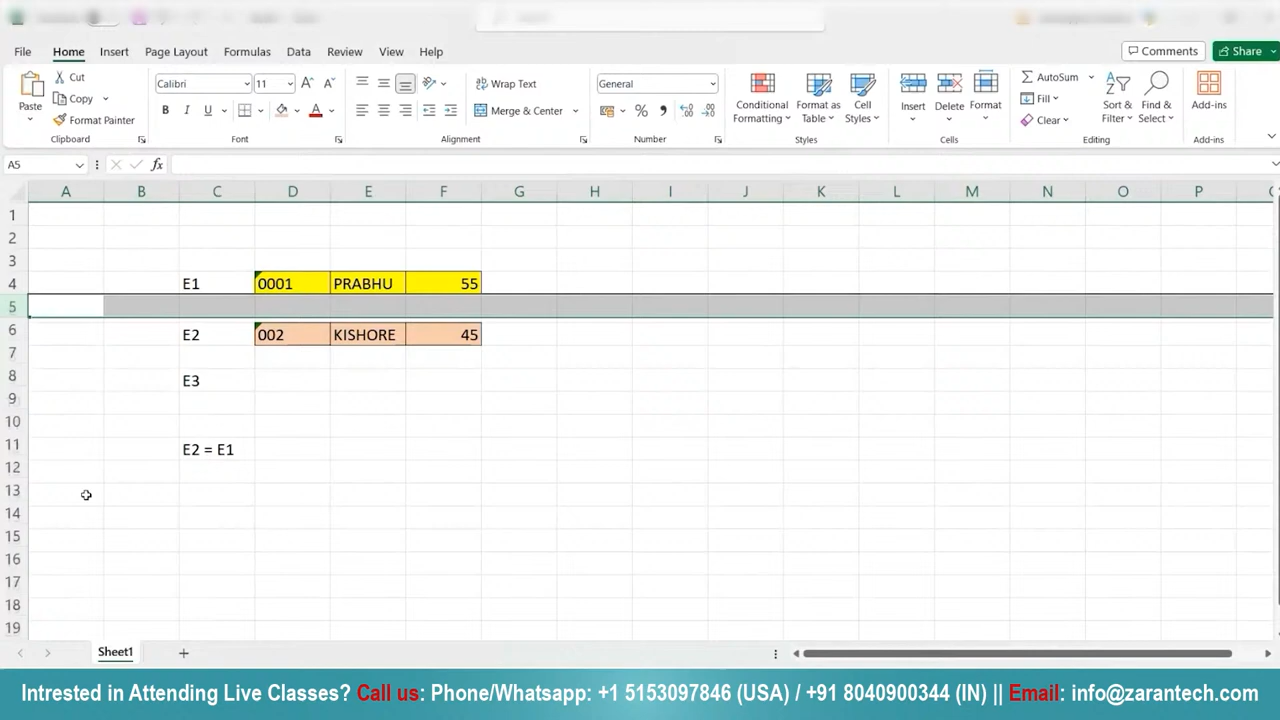 File Home Insert Page Layout Formulas Data Review View Help Comments Share
Paste Cut Copy Format Painter Clipboard
Calibri 11 B I U Font
Wrap Text Merge & Center Alignment
General % , Number
Conditional Formatting Format as Table Cell Styles Styles
Insert Delete Format Cells
AutoSum Fill Clear Sort & Filter Find & Select Editing
Add-ins Add-ins
A5 fx
A B C D E F G H I J K L M N O P
1
2
3
4 E1 0001 PRABHU 55
5
6 E2 002 KISHORE 45
7
8 E3
9
10
11 E2 = E1
12
13
14
15
16
17
18
19
Sheet1
Intrested in Attending Live Classes? Call us: Phone/Whatsapp: +1 5153097846 (USA) / +91 8040900344 (IN) || Email: info@zarantech.com